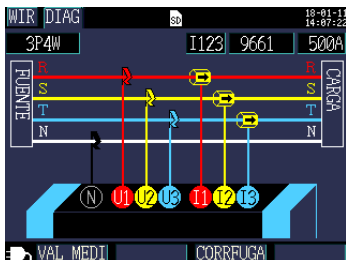 WIR DIAG SD 18-01-11
14:07:22
3P4W I123 9661 500A
FUENTE R R CARGA
S S
T T
N N
N U1 U2 U3 I1 I2 I3
VAL MEDI CORRFUGA